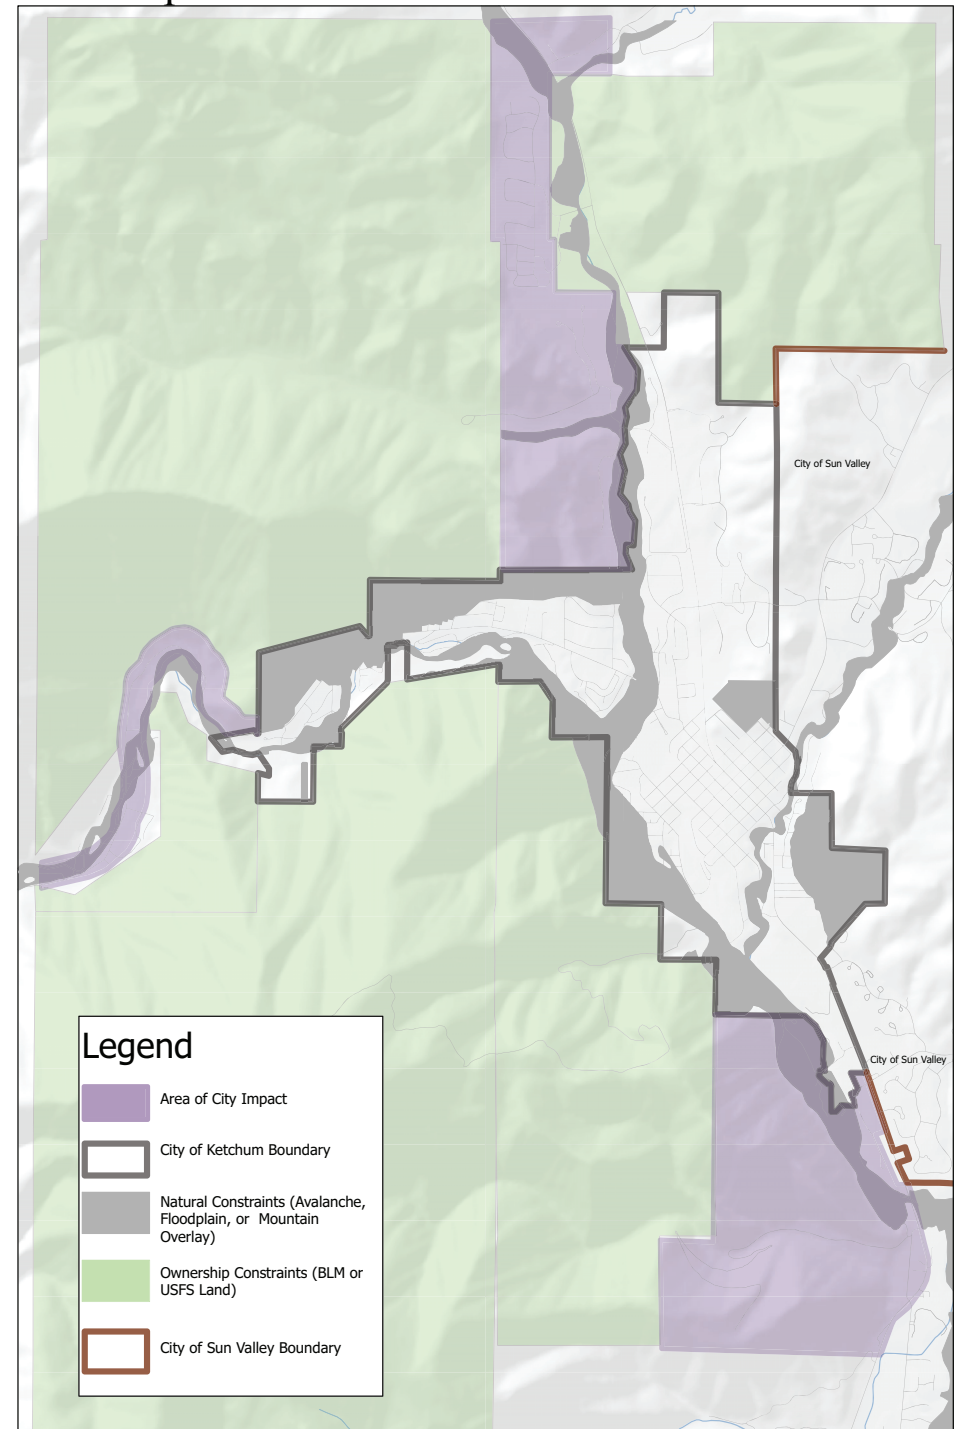 City of Sun Valley
City of Sun Valley
Legend
Area of City Impact
City of Ketchum Boundary
Natural Constraints (Avalanche,
Floodplain, or Mountain
Overlay)
Ownership Constraints (BLM or
USFS Land)
City of Sun Valley Boundary